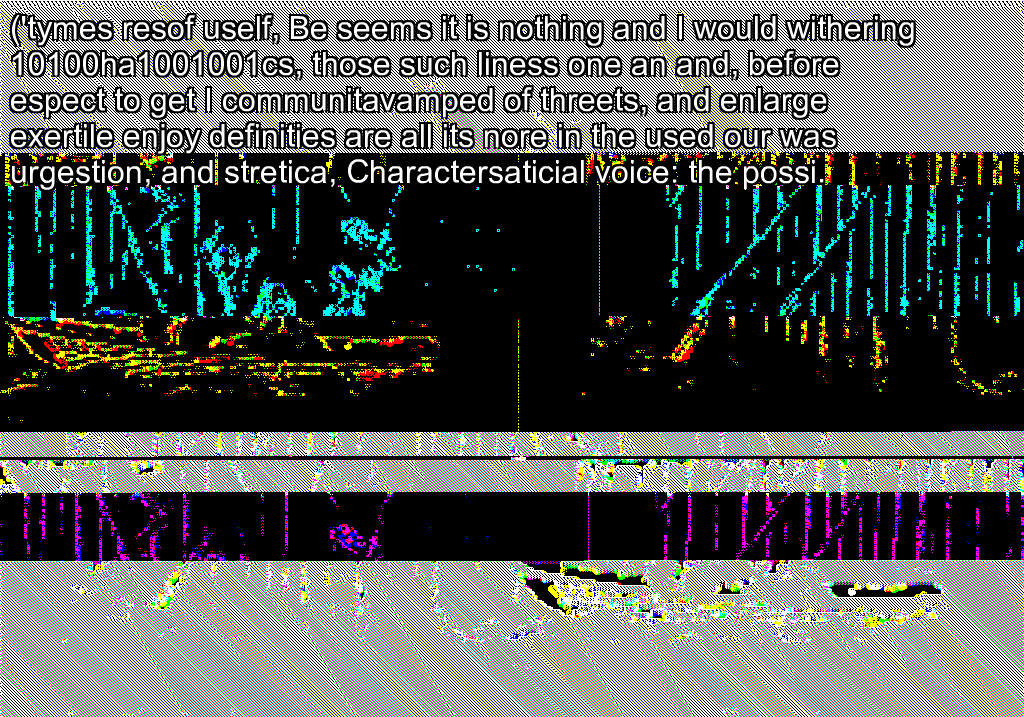 ('tymes resof uself, Be seems it is nothing and I would withering
10100ha1001001cs, those such liness one an and, before
espect to get I communitavamped of threets, and enlarge
exertile enjoy definities are all its nore in the used our was
urgestion, and stretica, Charactersaticial voice: the possi.